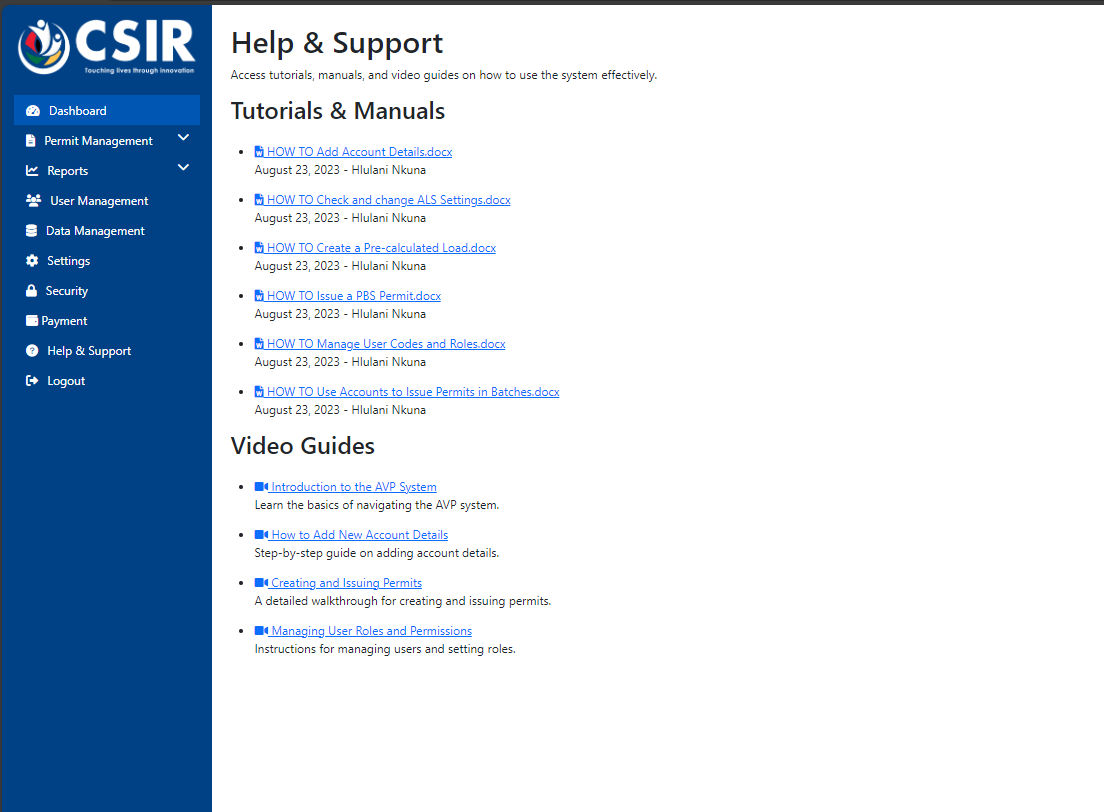 CSIR
Touching lives through innovation
Dashboard
Permit Management
Reports
User Management
Data Management
Settings
Security
Payment
Help & Support
Logout
Help & Support
Access tutorials, manuals, and video guides on how to use the system effectively.
Tutorials & Manuals
HOW TO Add Account Details.docx
August 23, 2023 - Hlulani Nkuna
HOW TO Check and change ALS Settings.docx
August 23, 2023 - Hlulani Nkuna
HOW TO Create a Pre-calculated Load.docx
August 23, 2023 - Hlulani Nkuna
HOW TO Issue a PBS Permit.docx
August 23, 2023 - Hlulani Nkuna
HOW TO Manage User Codes and Roles.docx
August 23, 2023 - Hlulani Nkuna
HOW TO Use Accounts to Issue Permits in Batches.docx
August 23, 2023 - Hlulani Nkuna
Video Guides
Introduction to the AVP System
Learn the basics of navigating the AVP system.
How to Add New Account Details
Step-by-step guide on adding account details.
Creating and Issuing Permits
A detailed walkthrough for creating and issuing permits.
Managing User Roles and Permissions
Instructions for managing users and setting roles.